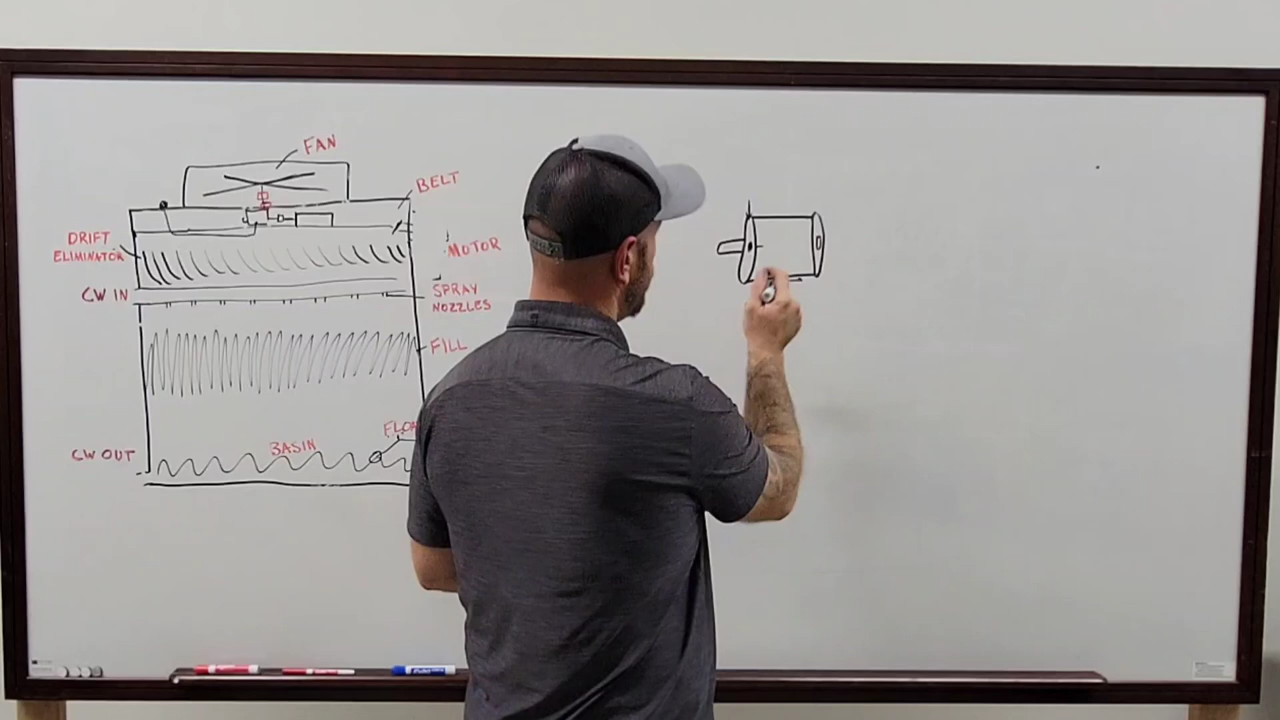 FAN
BELT
DRIFT
ELIMINATOR
MOTOR
CW IN
SPRAY
NOZZLES
FILL
BASIN
CW OUT